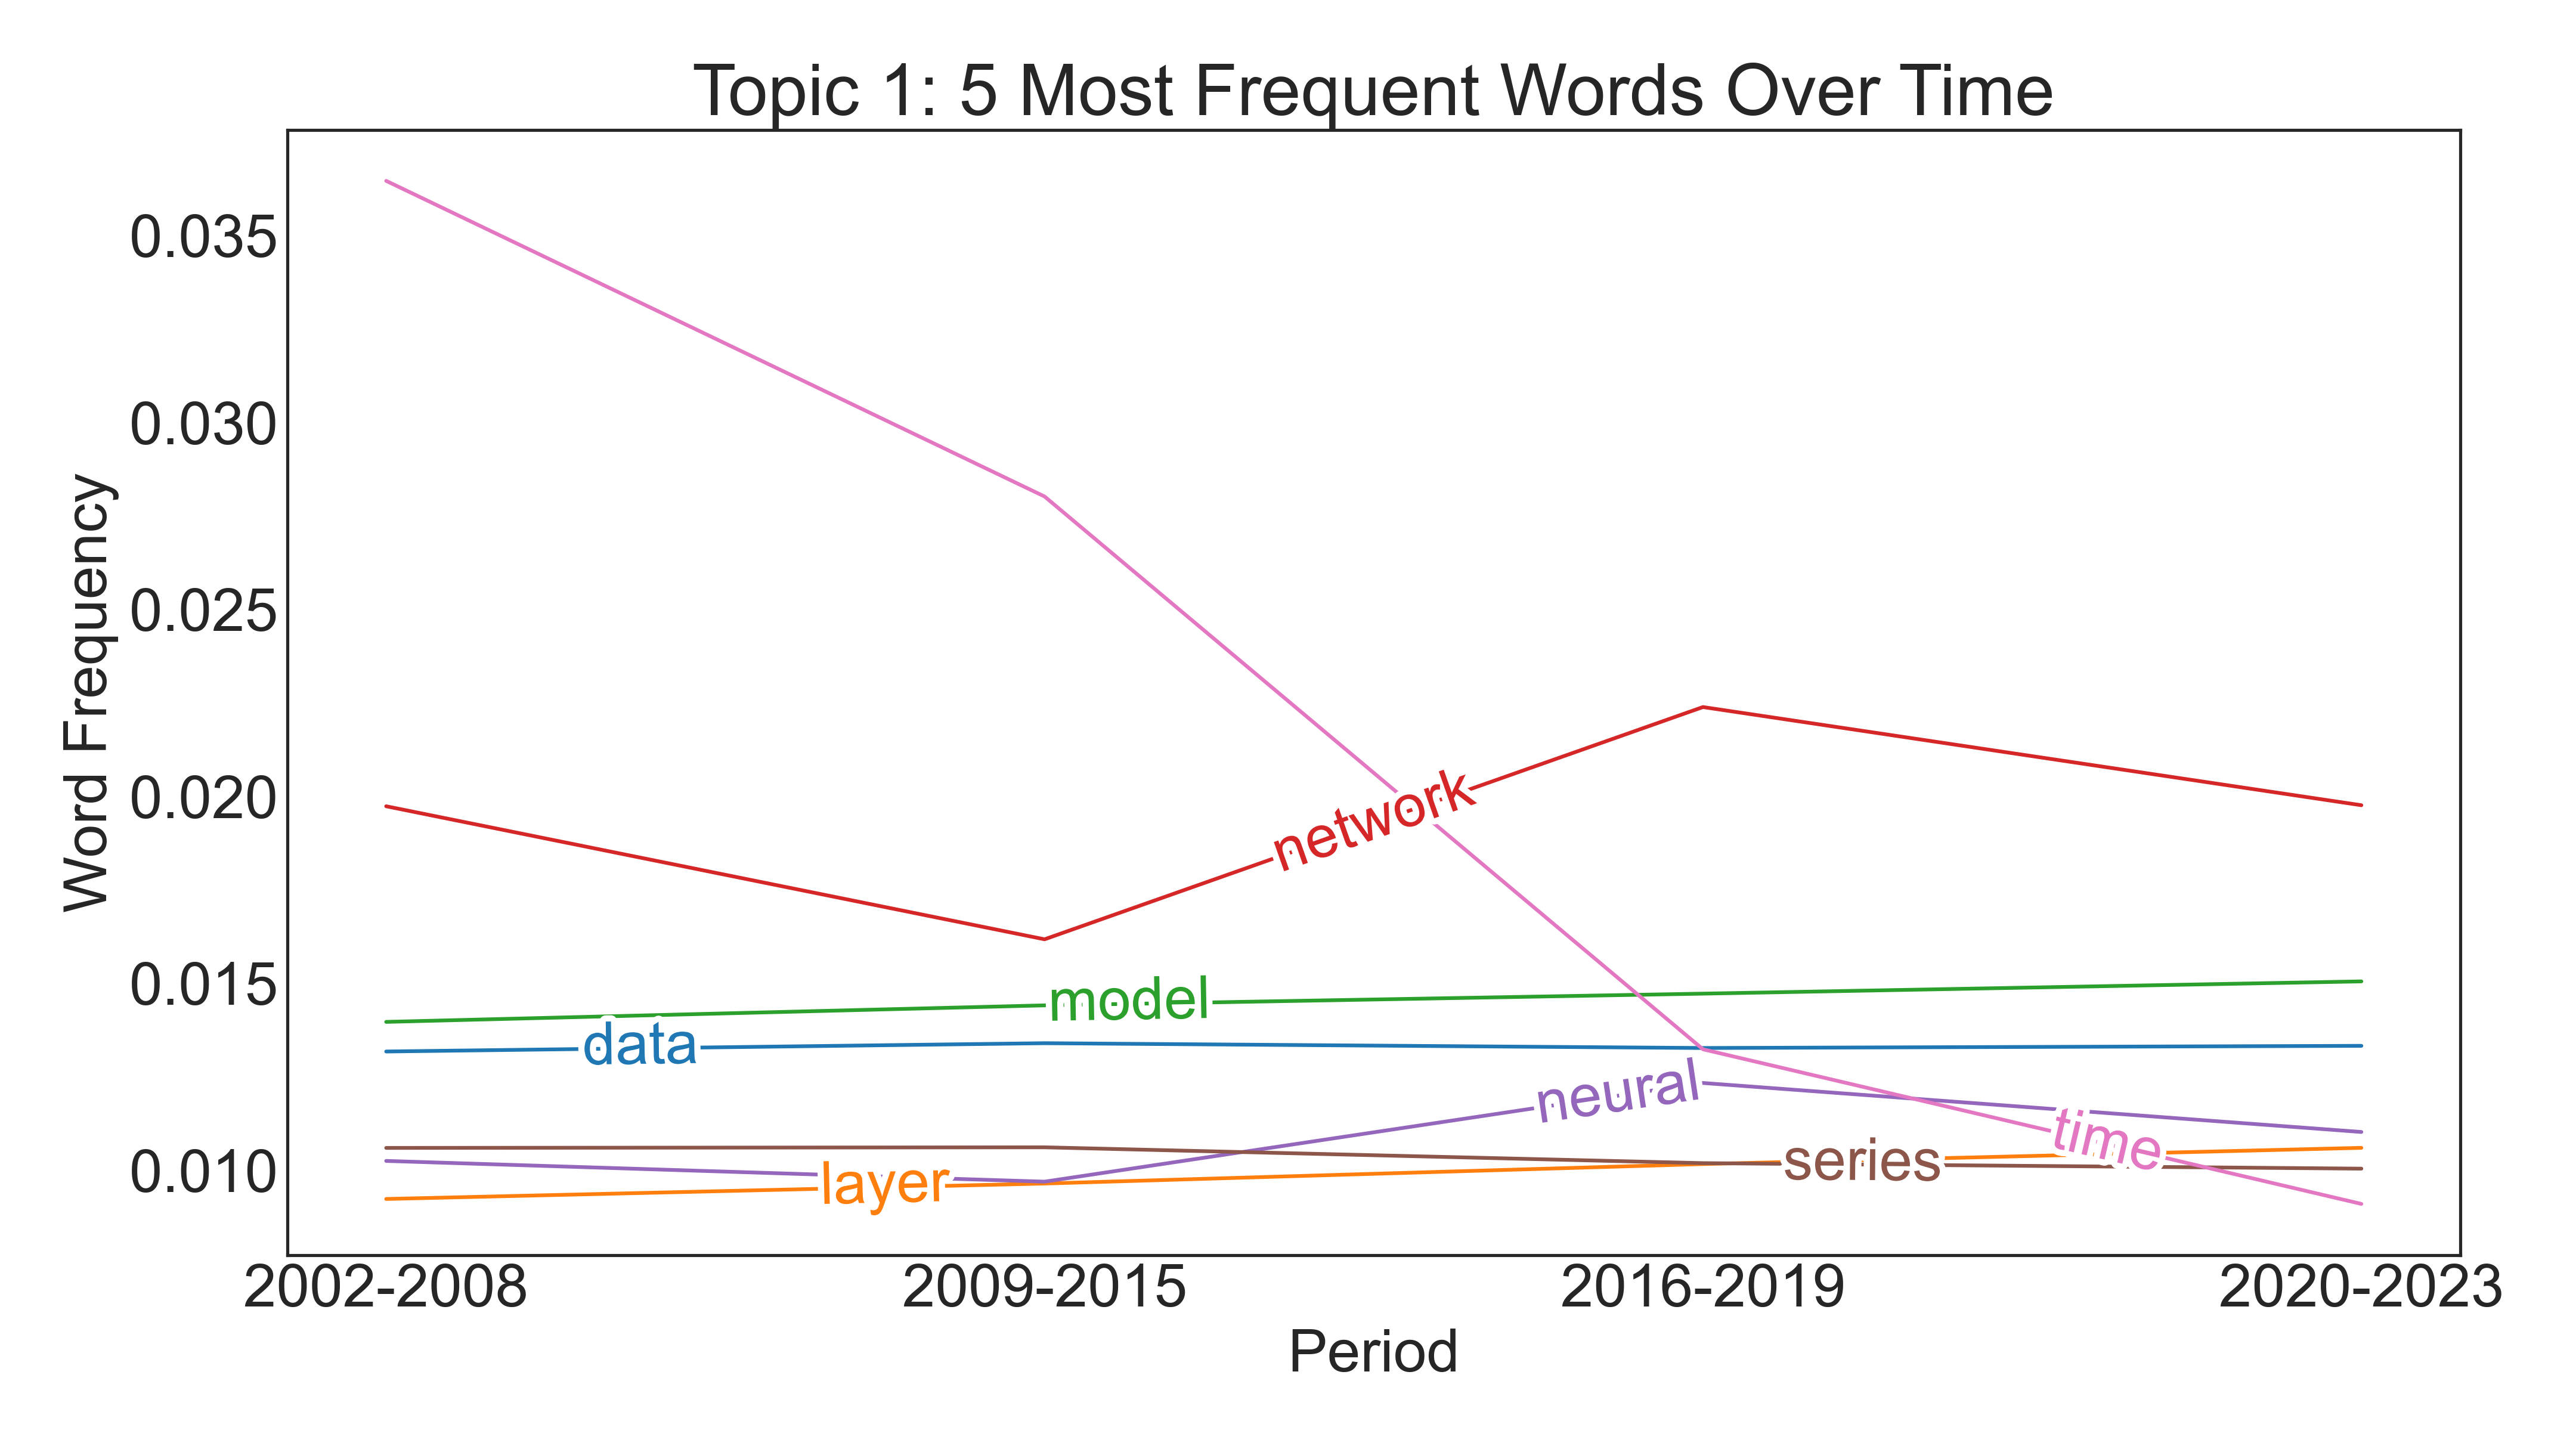 Topic 1: 5 Most Frequent Words Over Time
0.035
0.030
0.025
0.020
0.015
0.010
Word Frequency
network
model
data
neural
time
series
layer
2002-2008
2009-2015
2016-2019
2020-2023
Period